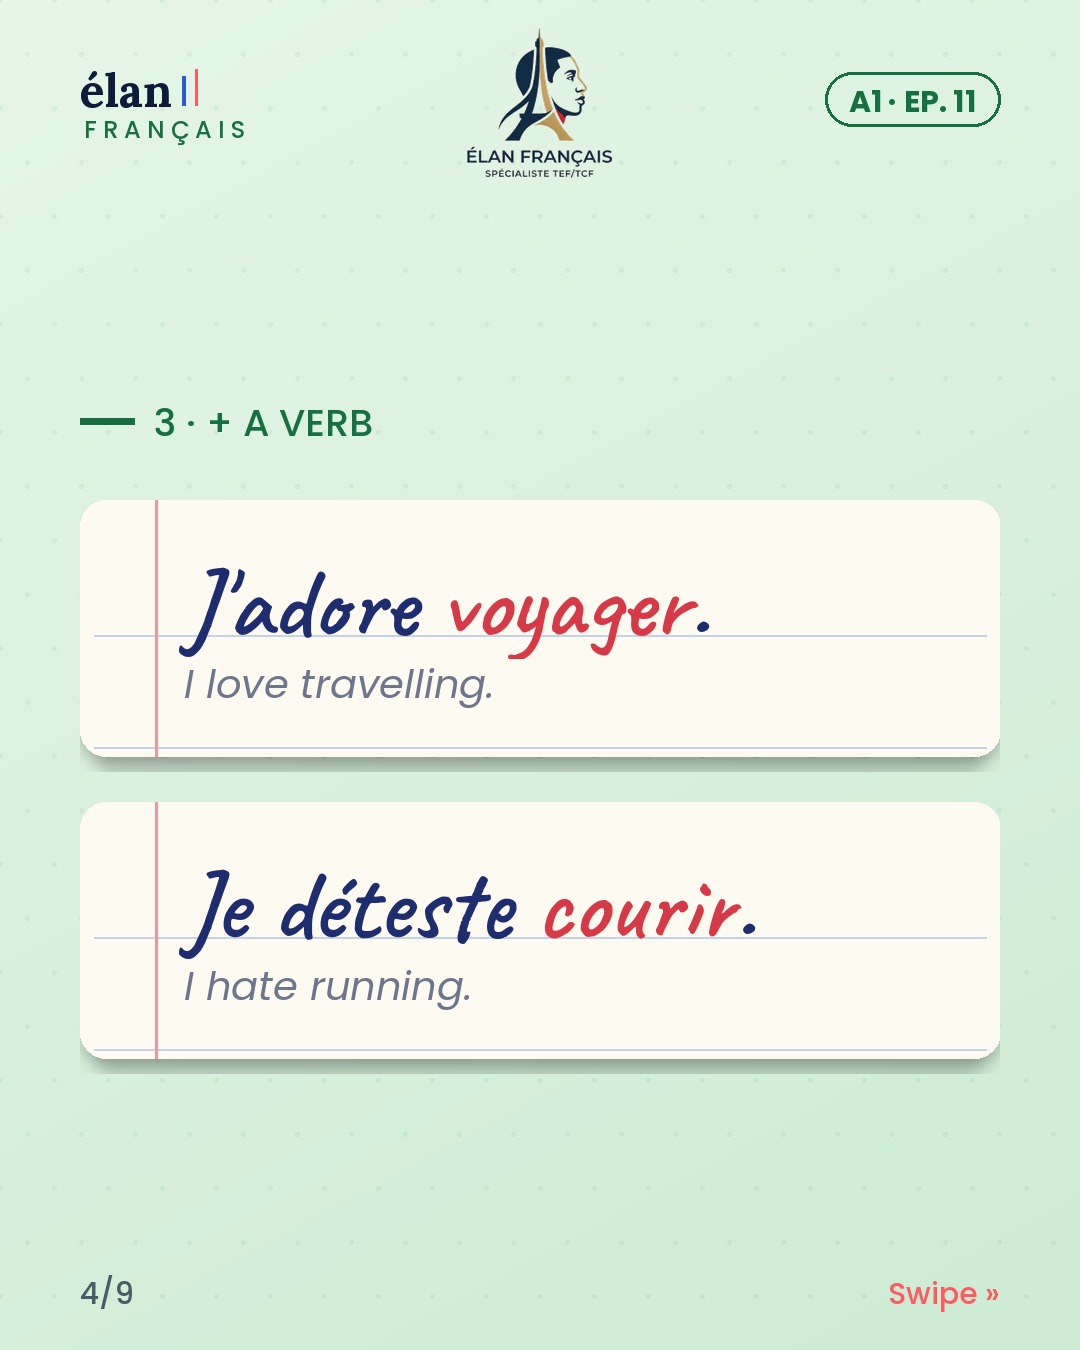 élan
FRANÇAIS
ÉLAN FRANÇAIS
SPÉCIALISTE TEF/TCF
A1 · EP. 11
3 · + A VERB
J'adore voyager.
I love travelling.
Je déteste courir.
I hate running.
4/9
Swipe »